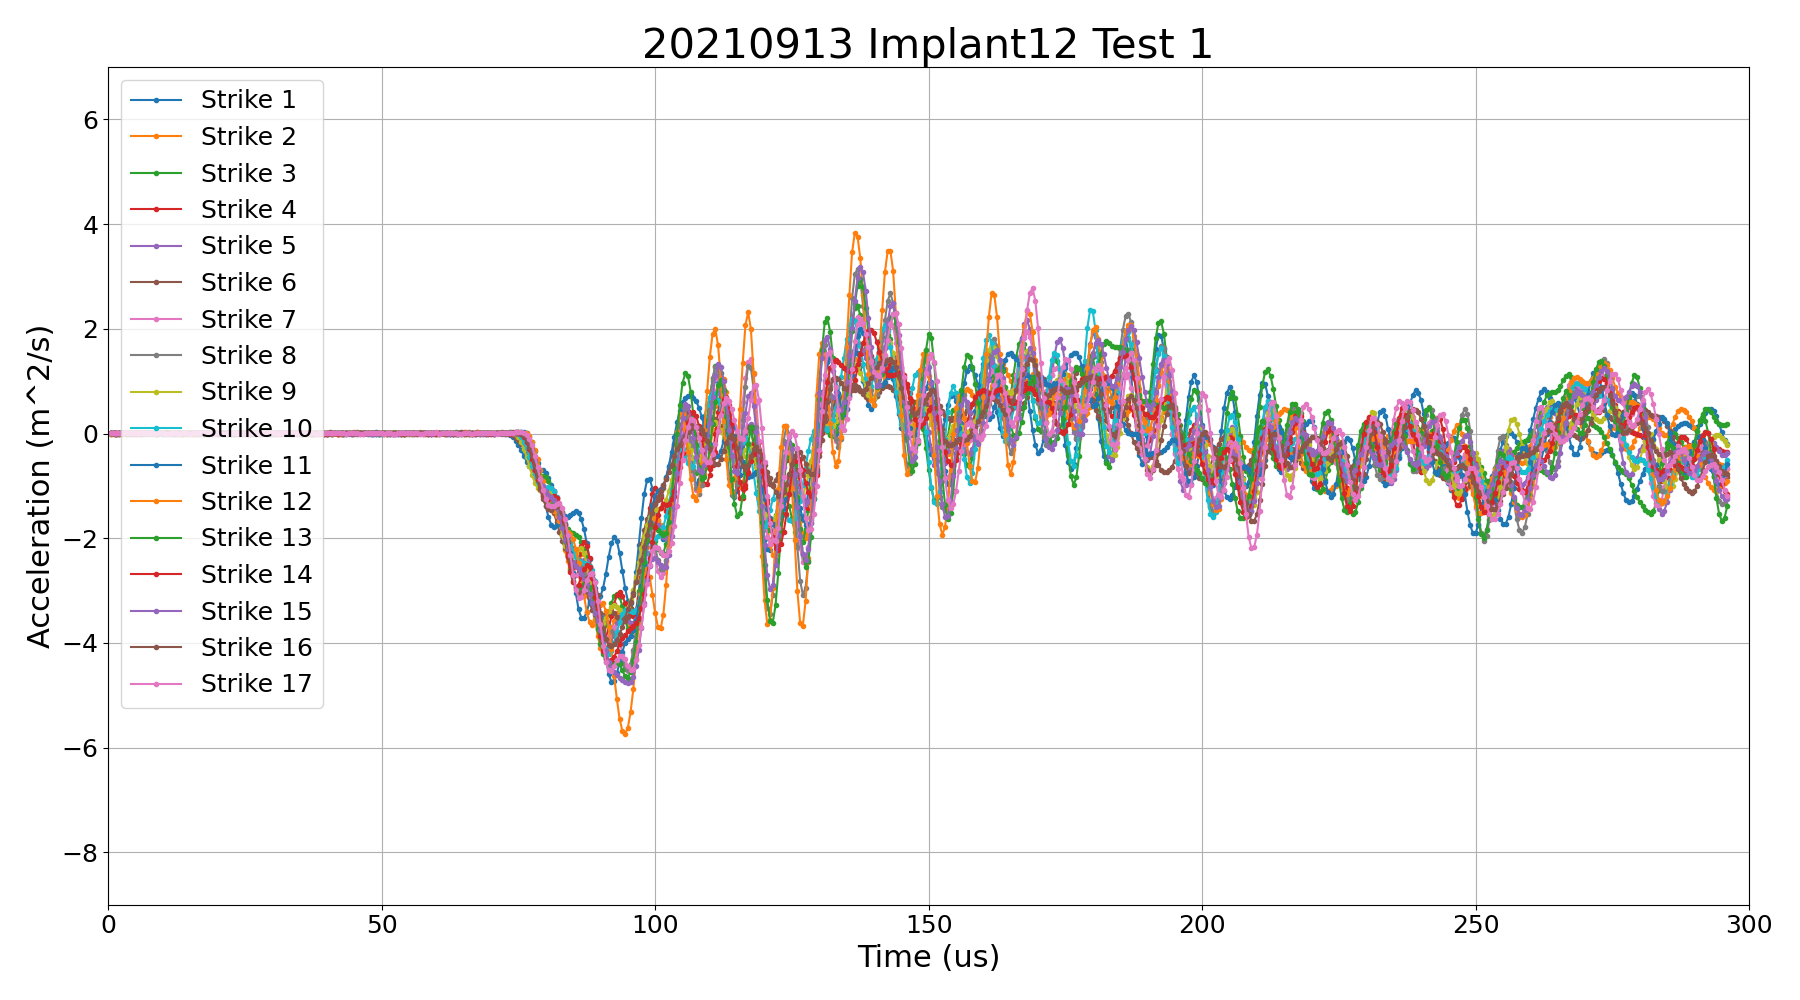 20210913 Implant12 Test 1
Strike 1
Strike 2
Strike 3
Strike 4
Strike 5
Strike 6
Strike 7
Strike 8
Strike 9
Strike 10
Strike 11
Strike 12
Strike 13
Strike 14
Strike 15
Strike 16
Strike 17
Acceleration (m^2/s)
6
4
2
0
−2
−4
−6
−8
0 50 100 150 200 250 300
Time (us)